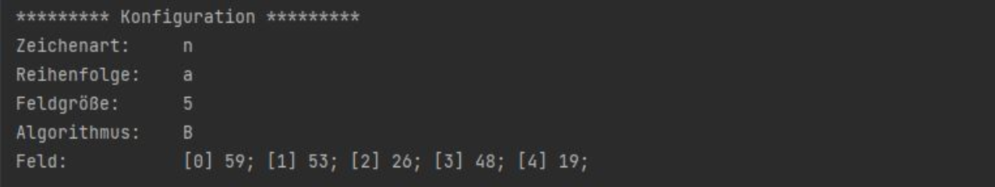 ********* Konfiguration *********
Zeichenart: n
Reihenfolge: a
Feldgröße: 5
Algorithmus: B
Feld: [0] 59; [1] 53; [2] 26; [3] 48; [4] 19;